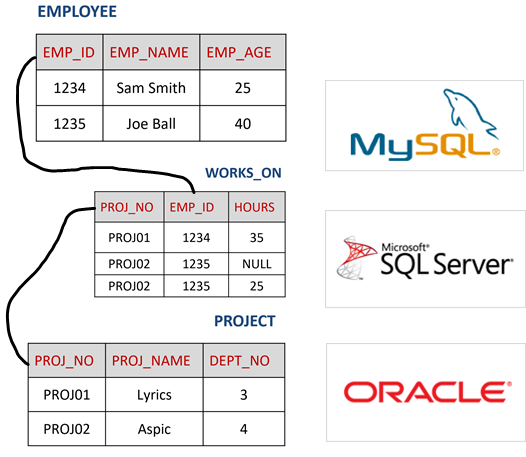 EMPLOYEE
EMP_ID EMP_NAME EMP_AGE
1234 Sam Smith 25
1235 Joe Ball 40
WORKS_ON
PROJ_NO EMP_ID HOURS
PROJ01 1234 35
PROJ02 1235 NULL
PROJ02 1235 25
PROJECT
PROJ_NO PROJ_NAME DEPT_NO
PROJ01 Lyrics 3
PROJ02 Aspic 4
MySQL®
Microsoft®
SQL Server®
ORACLE®